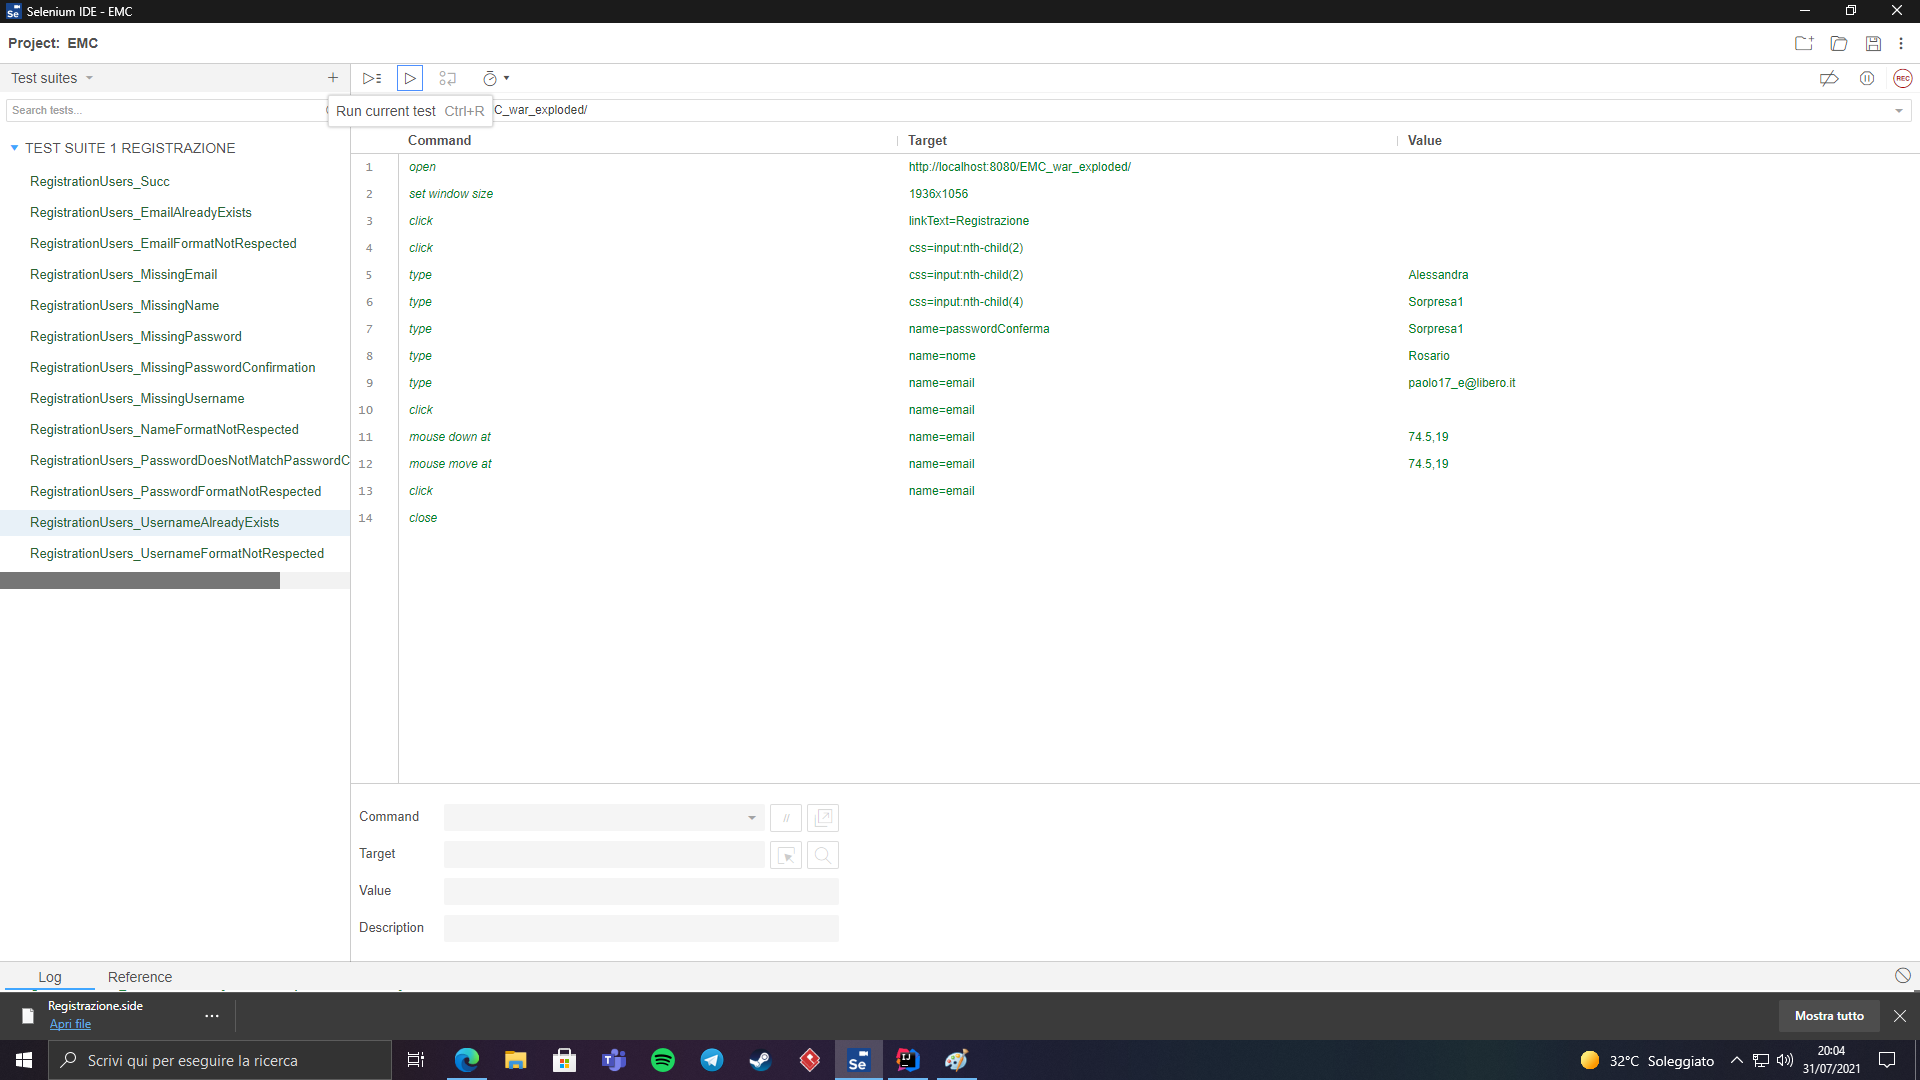 Selenium IDE - EMC
Project: EMC
Test suites
Search tests...
Run current test Ctrl+R
C_war_exploded/
Command Target Value
TEST SUITE 1 REGISTRAZIONE
RegistrationUsers_Succ
RegistrationUsers_EmailAlreadyExists
RegistrationUsers_EmailFormatNotRespected
RegistrationUsers_MissingEmail
RegistrationUsers_MissingName
RegistrationUsers_MissingPassword
RegistrationUsers_MissingPasswordConfirmation
RegistrationUsers_MissingUsername
RegistrationUsers_NameFormatNotRespected
RegistrationUsers_PasswordDoesNotMatchPasswordC
RegistrationUsers_PasswordFormatNotRespected
RegistrationUsers_UsernameAlreadyExists
RegistrationUsers_UsernameFormatNotRespected
1 open http://localhost:8080/EMC_war_exploded/
2 set window size 1936x1056
3 click linkText=Registrazione
4 click css=input:nth-child(2)
5 type css=input:nth-child(2) Alessandra
6 type css=input:nth-child(4) Sorpresa1
7 type name=passwordConferma Sorpresa1
8 type name=nome Rosario
9 type name=email paolo17_e@libero.it
10 click name=email
11 mouse down at name=email 74.5,19
12 mouse move at name=email 74.5,19
13 click name=email
14 close
REC
Command
//
Target
Value
Description
Log Reference
Registrazione.side
Apri file
...
Mostra tutto
Scrivi qui per eseguire la ricerca
Se
32°C Soleggiato
20:04
31/07/2021